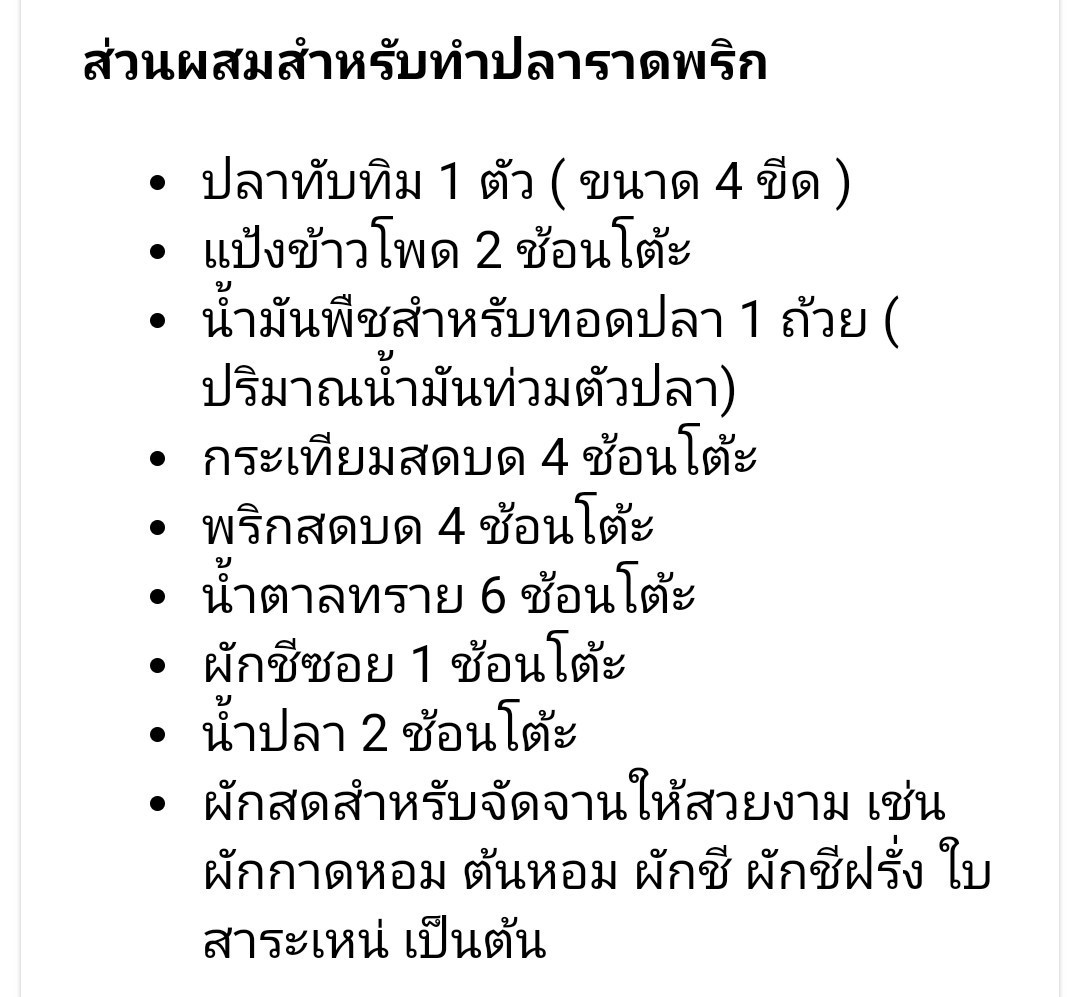 ส่วนผสมสำหรับทำปลาราดพริก
• ปลาทับทิม 1 ตัว ( ขนาด 4 ขีด )
• แป้งข้าวโพด 2 ช้อนโต้ะ
• น้ำมันพืชสำหรับทอดปลา 1 ถ้วย (
ปริมาณน้ำมันท่วมตัวปลา)
• กระเทียมสดบด 4 ช้อนโต้ะ
• พริกสดบด 4 ช้อนโต้ะ
• น้ำตาลทราย 6 ช้อนโต้ะ
• ผักชีซอย 1 ช้อนโต้ะ
• น้ำปลา 2 ช้อนโต้ะ
• ผักสดสำหรับจัดจานให้สวยงาม เช่น
ผักกาดหอม ต้นหอม ผักชี ผักชีฝรั่ง ใบ
สาระเหน่ เป็นต้น